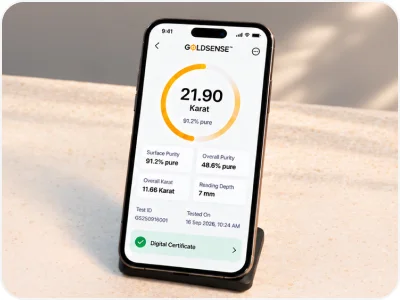 9:41
GOLDSENSE™
21.90
Karat
91.2% pure
Surface Purity
91.2% pure
Overall Purity
48.6% pure
Overall Karat
11.66 Karat
Reading Depth
7 mm
Test ID
GS250916001
Tested On
16 Sep 2026, 10:24 AM
Digital Certificate